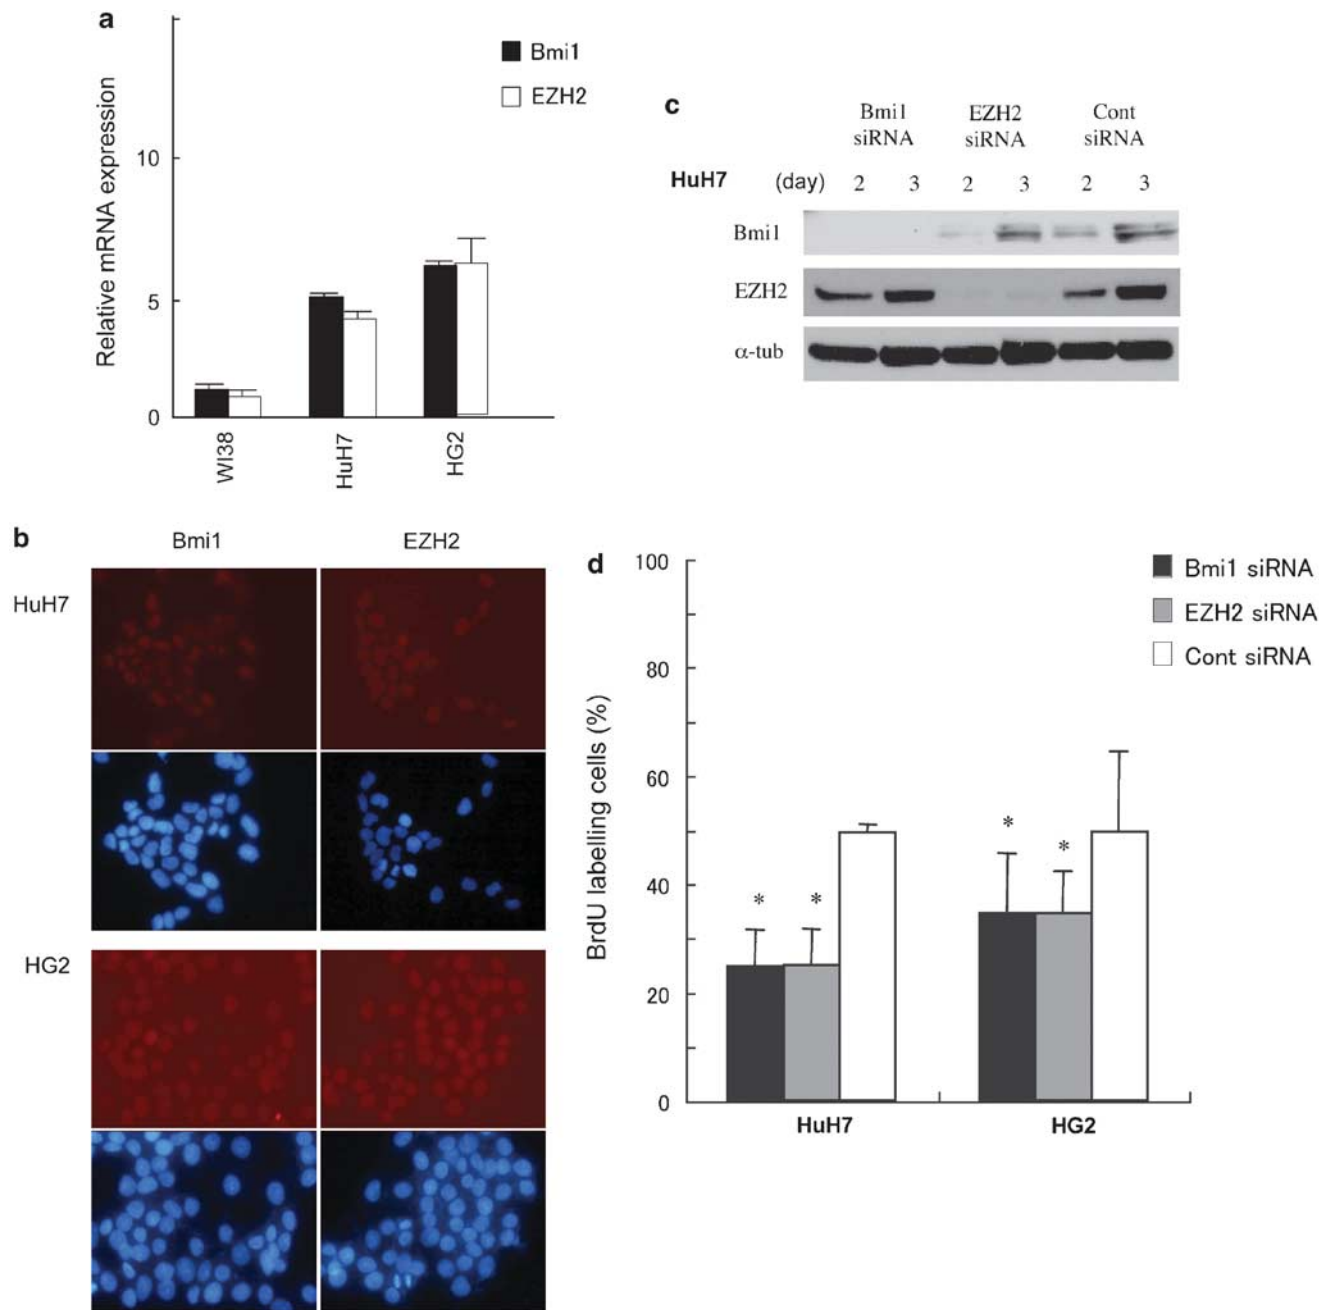 a
Relative mRNA expression
10
5
0
Bmi1
EZH2
WI38
HuH7
HG2
c
Bmi1 siRNA
EZH2 siRNA
Cont siRNA
HuH7 (day) 2 3 2 3 2 3
Bmi1
EZH2
α-tub
b
Bmi1 EZH2
HuH7
HG2
d
BrdU labelling cells (%)
100
80
60
40
20
0
Bmi1 siRNA
EZH2 siRNA
Cont siRNA
* * * *
HuH7 HG2